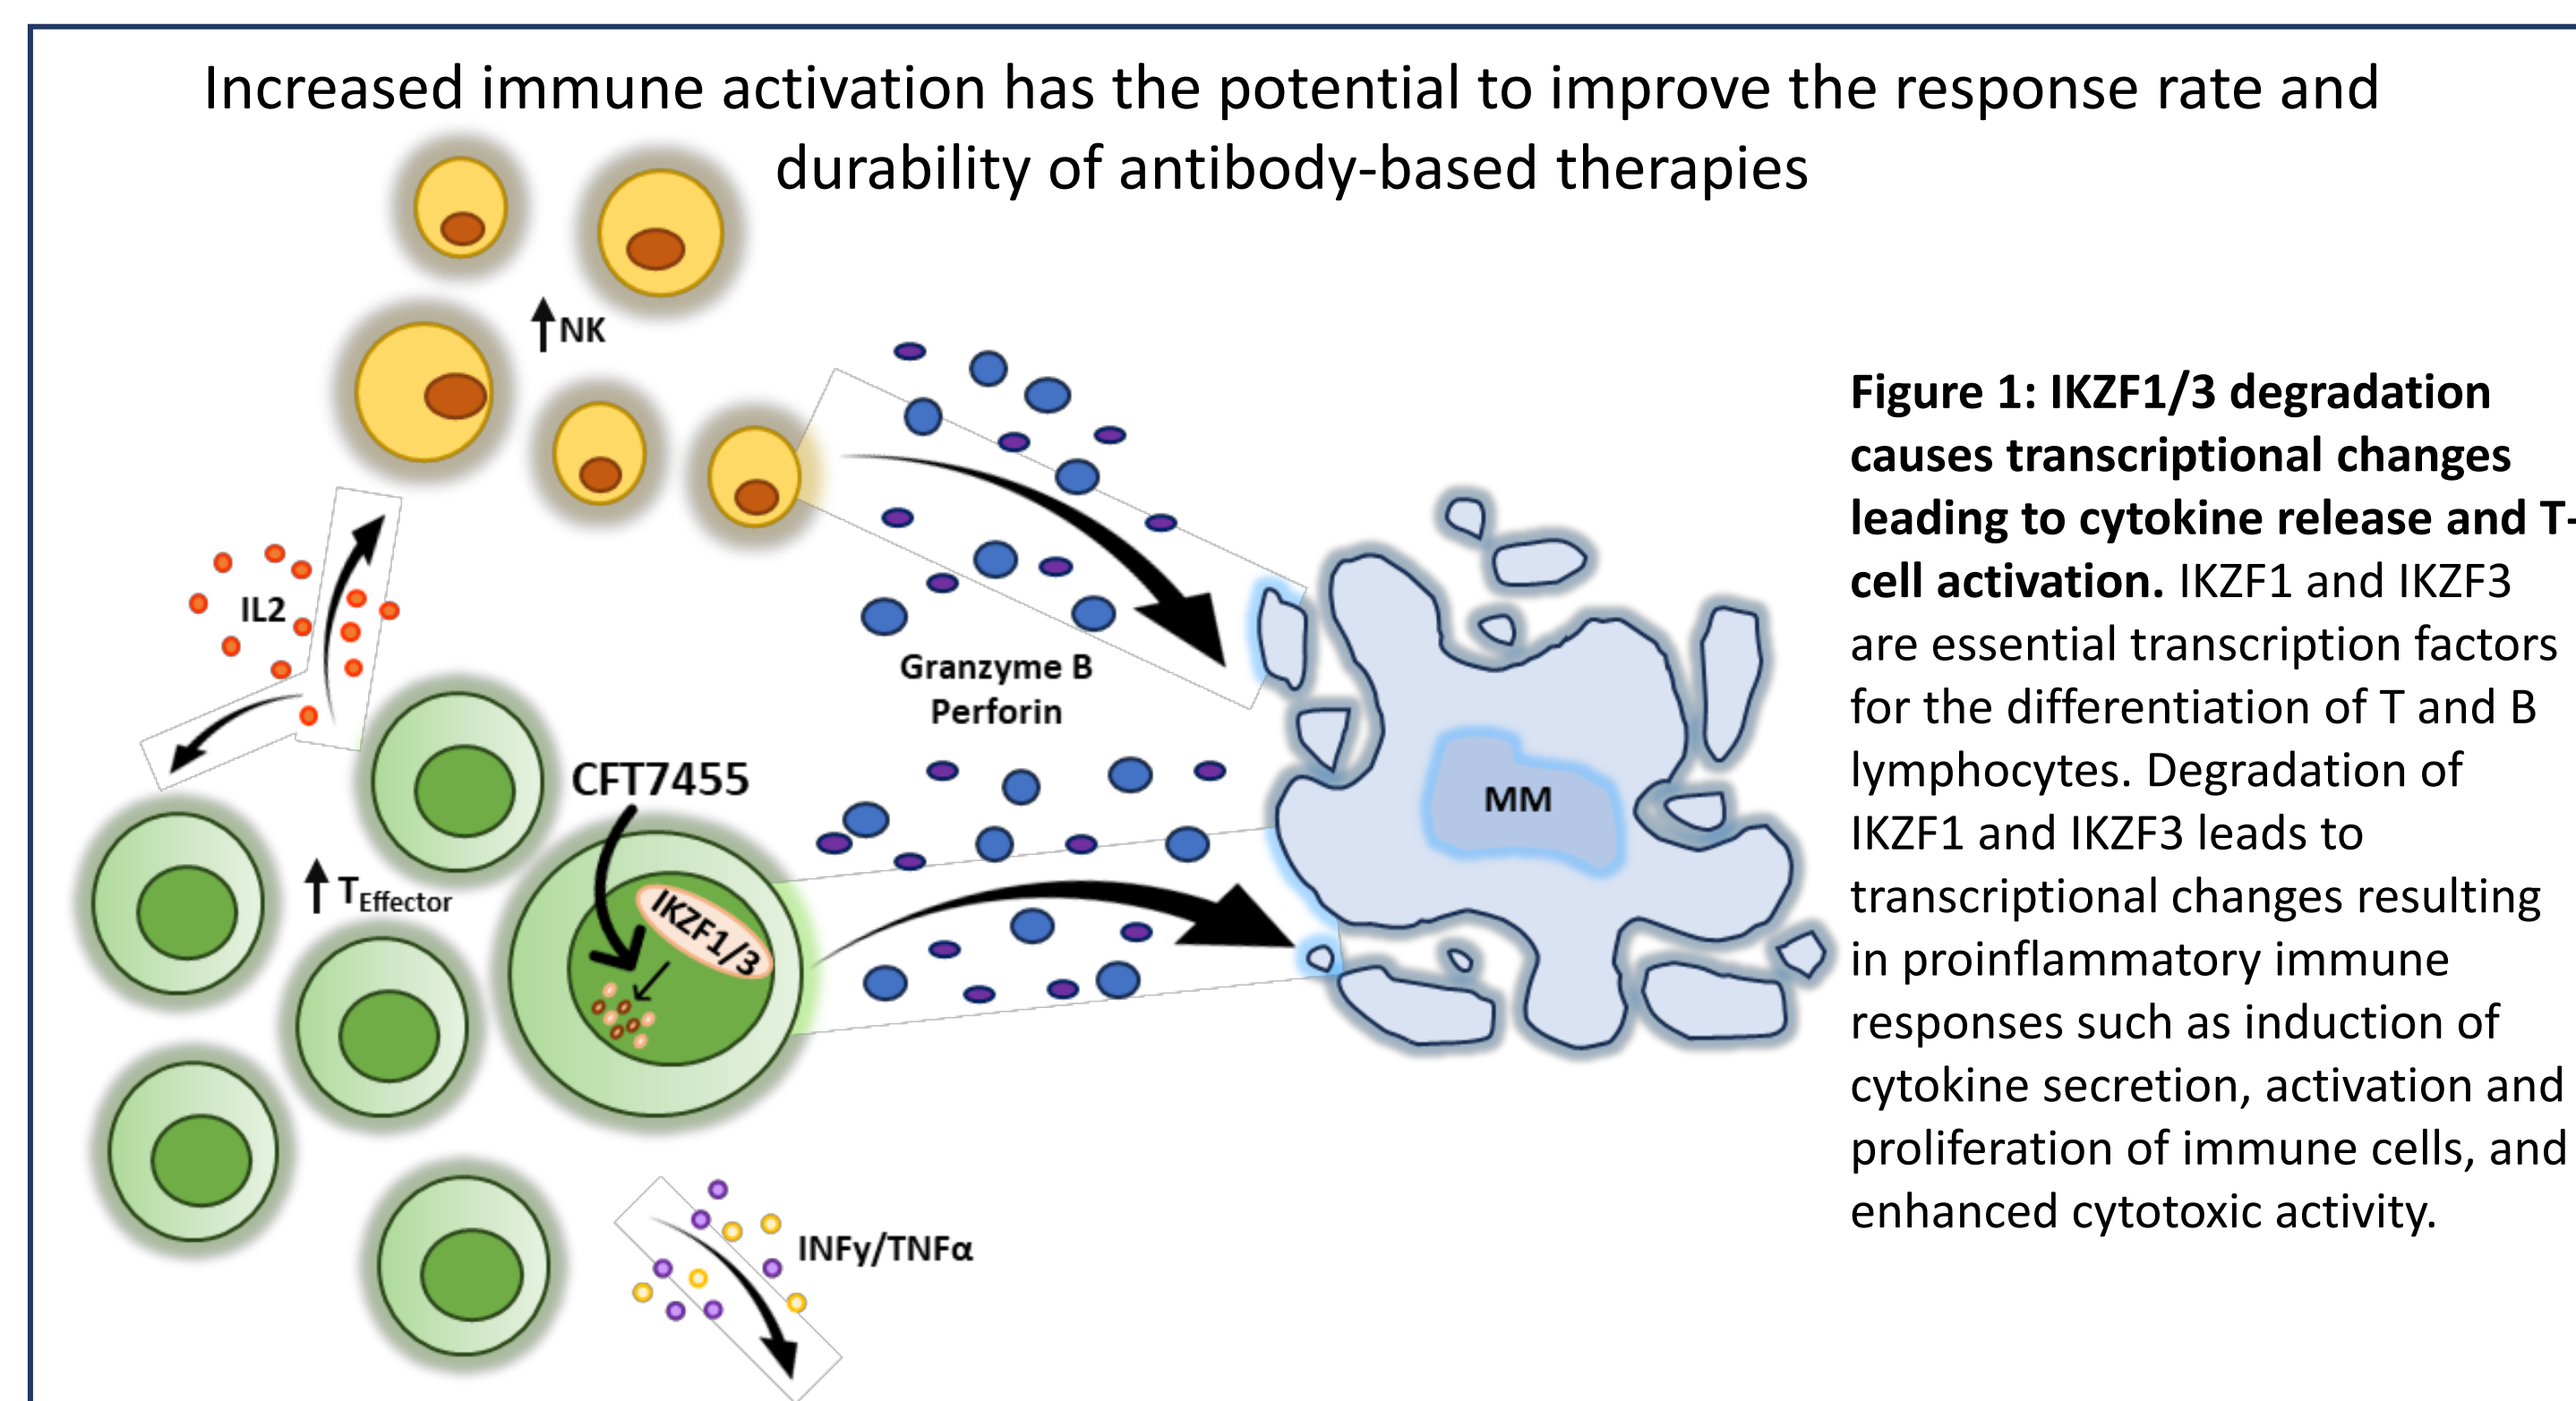 Increased immune activation has the potential to improve the response rate and
durability of antibody-based therapies
NK
IL2
Granzyme B
Perforin
CFT7455
T Effector
IKZF1/3
MM
INFy/TNFα
Figure 1: IKZF1/3 degradation
causes transcriptional changes
leading to cytokine release and T-
cell activation. IKZF1 and IKZF3
are essential transcription factors
for the differentiation of T and B
lymphocytes. Degradation of
IKZF1 and IKZF3 leads to
transcriptional changes resulting
in proinflammatory immune
responses such as induction of
cytokine secretion, activation and
proliferation of immune cells, and
enhanced cytotoxic activity.